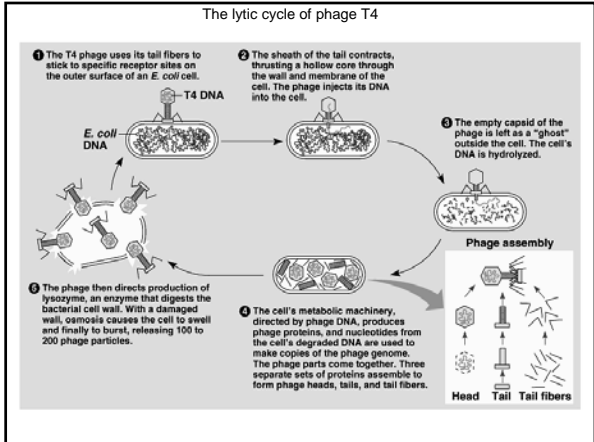 The lytic cycle of phage T4
❶ The T4 phage uses its tail fibers to
stick to specific receptor sites on
the outer surface of an E. coli cell.
❷ The sheath of the tail contracts,
thrusting a hollow core through
the wall and membrane of the
cell. The phage injects its DNA
into the cell.
T4 DNA
E. coli
DNA
❸ The empty capsid of the
phage is left as a “ghost”
outside the cell. The cell's
DNA is hydrolyzed.
Phage assembly
❺ The phage then directs production of
lysozyme, an enzyme that digests the
bacterial cell wall. With a damaged
wall, osmosis causes the cell to swell
and finally to burst, releasing 100 to
200 phage particles.
❹ The cell's metabolic machinery,
directed by phage DNA, produces
phage proteins, and nucleotides from
the cell's degraded DNA are used to
make copies of the phage genome.
The phage parts come together. Three
separate sets of proteins assemble to
form phage heads, tails, and tail fibers.
Head Tail Tail fibers